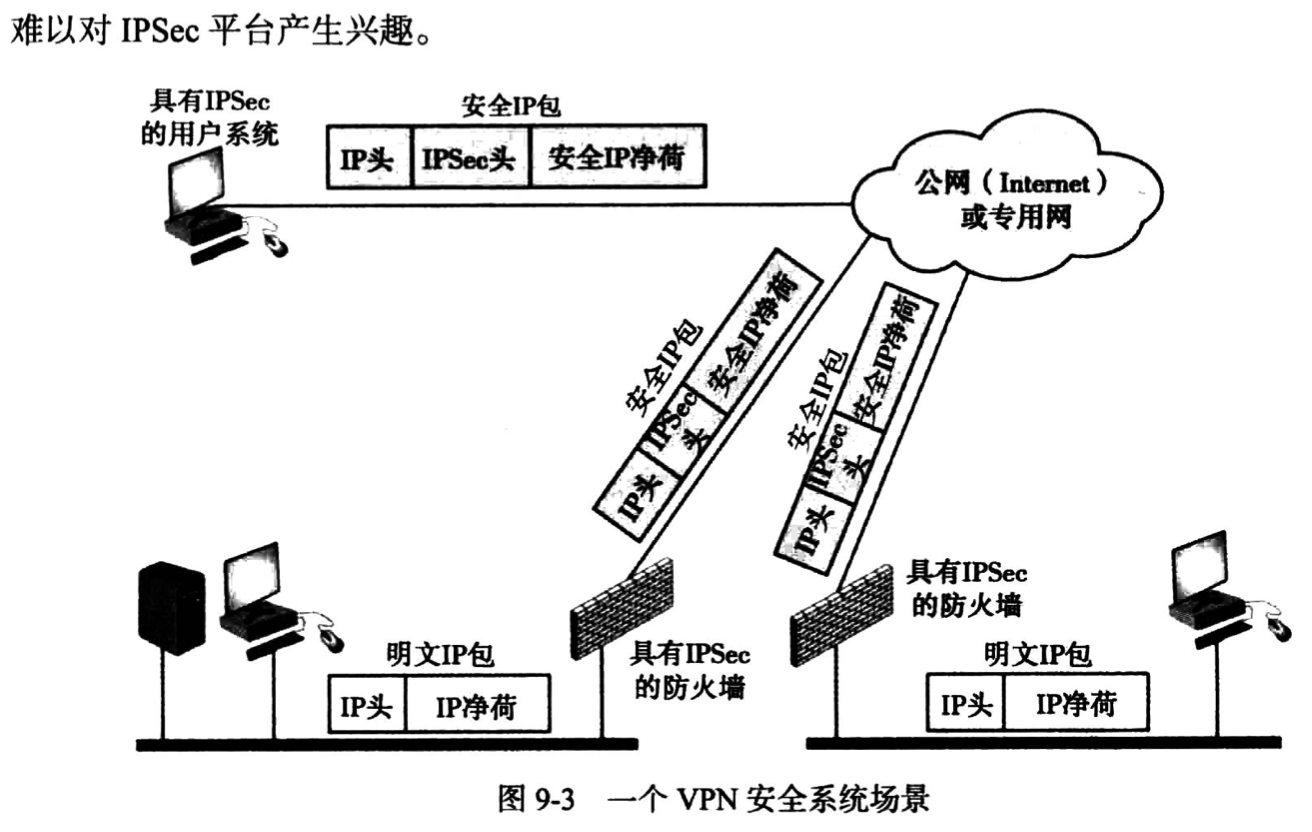 难以对 IPSec 平台产生兴趣。
具有IPSec
的用户系统
安全IP包
IP头 IPSec头 安全IP净荷
公网（Internet）
或专用网
安全IP包
IP头 IPSec头 安全IP净荷
安全IP包
IP头 IPSec头 安全IP净荷
具有IPSec
的防火墙
明文IP包
IP头 IP净荷
具有IPSec
的防火墙
明文IP包
IP头 IP净荷
图 9-3 一个 VPN 安全系统场景